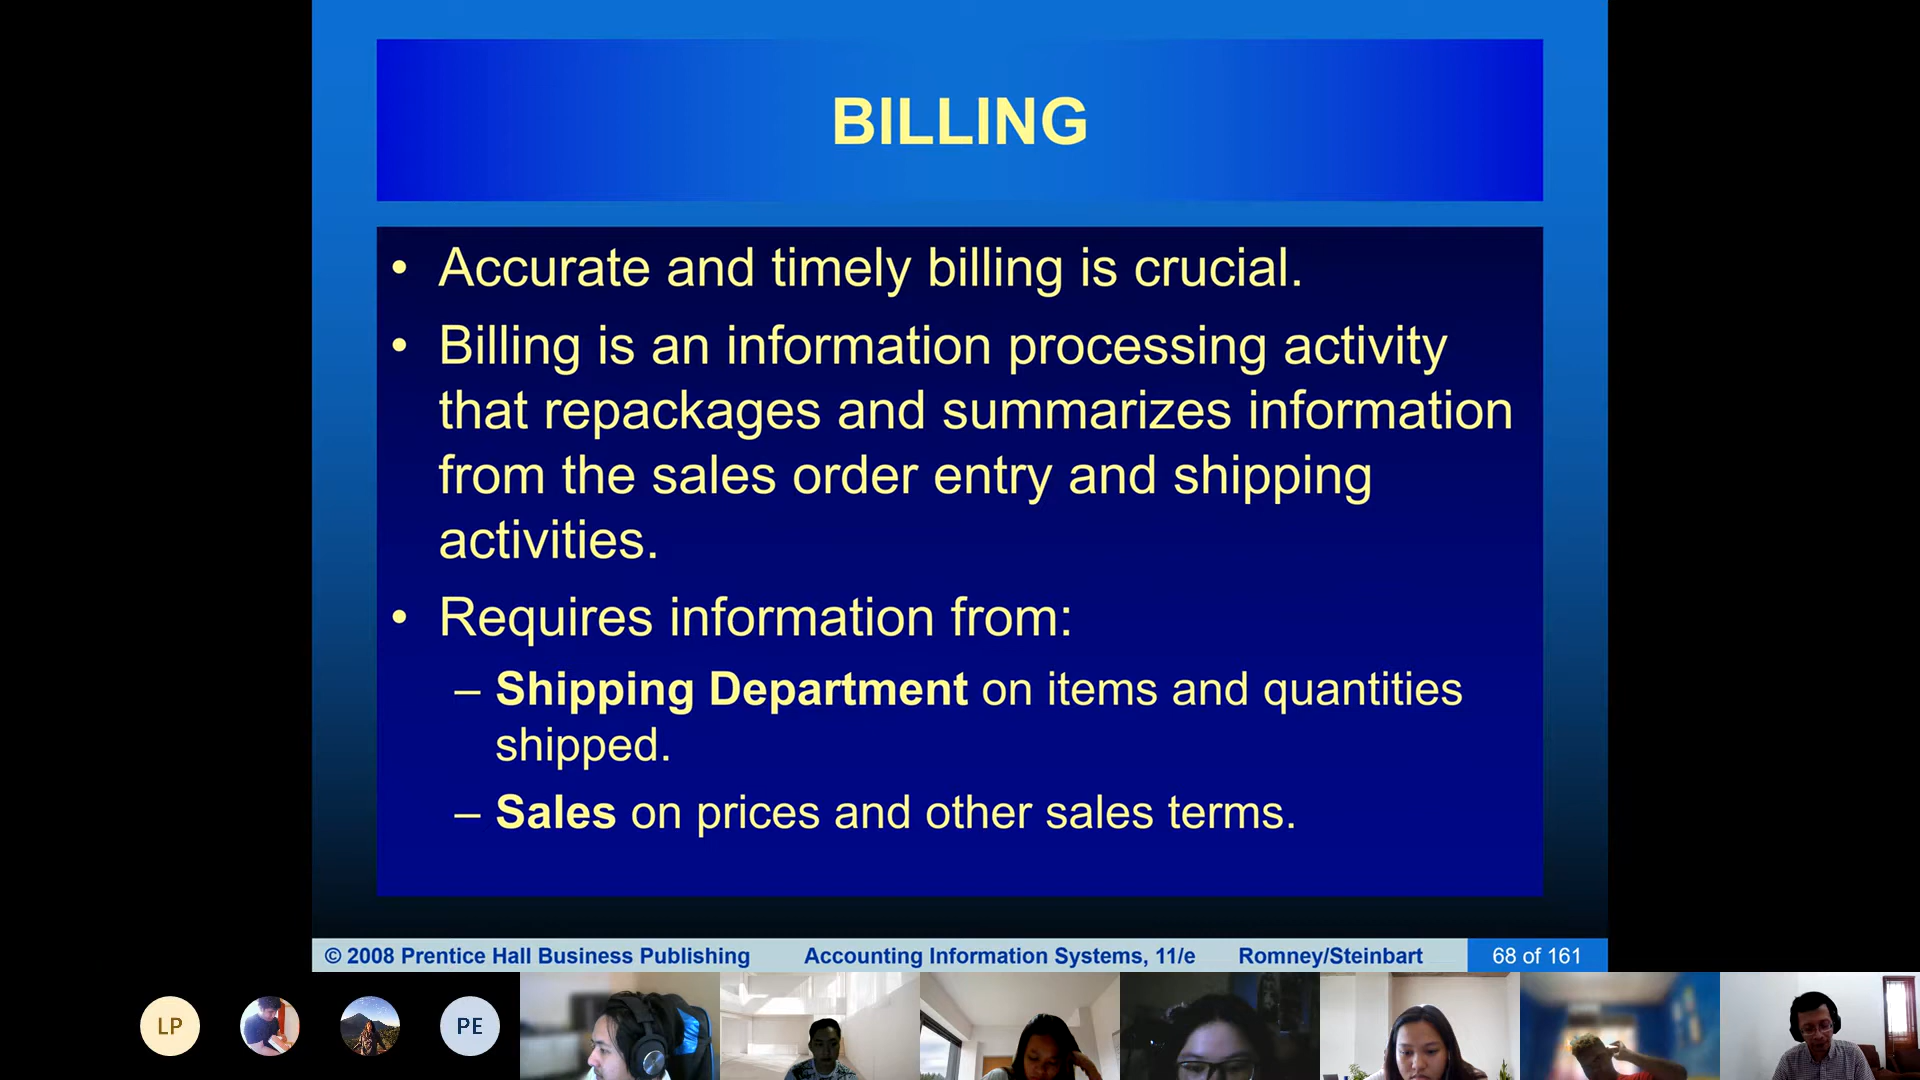 BILLING
• Accurate and timely billing is crucial.
• Billing is an information processing activity
that repackages and summarizes information
from the sales order entry and shipping
activities.
• Requires information from:
– Shipping Department on items and quantities
shipped.
– Sales on prices and other sales terms.
© 2008 Prentice Hall Business Publishing Accounting Information Systems, 11/e Romney/Steinbart 68 of 161
LP PE